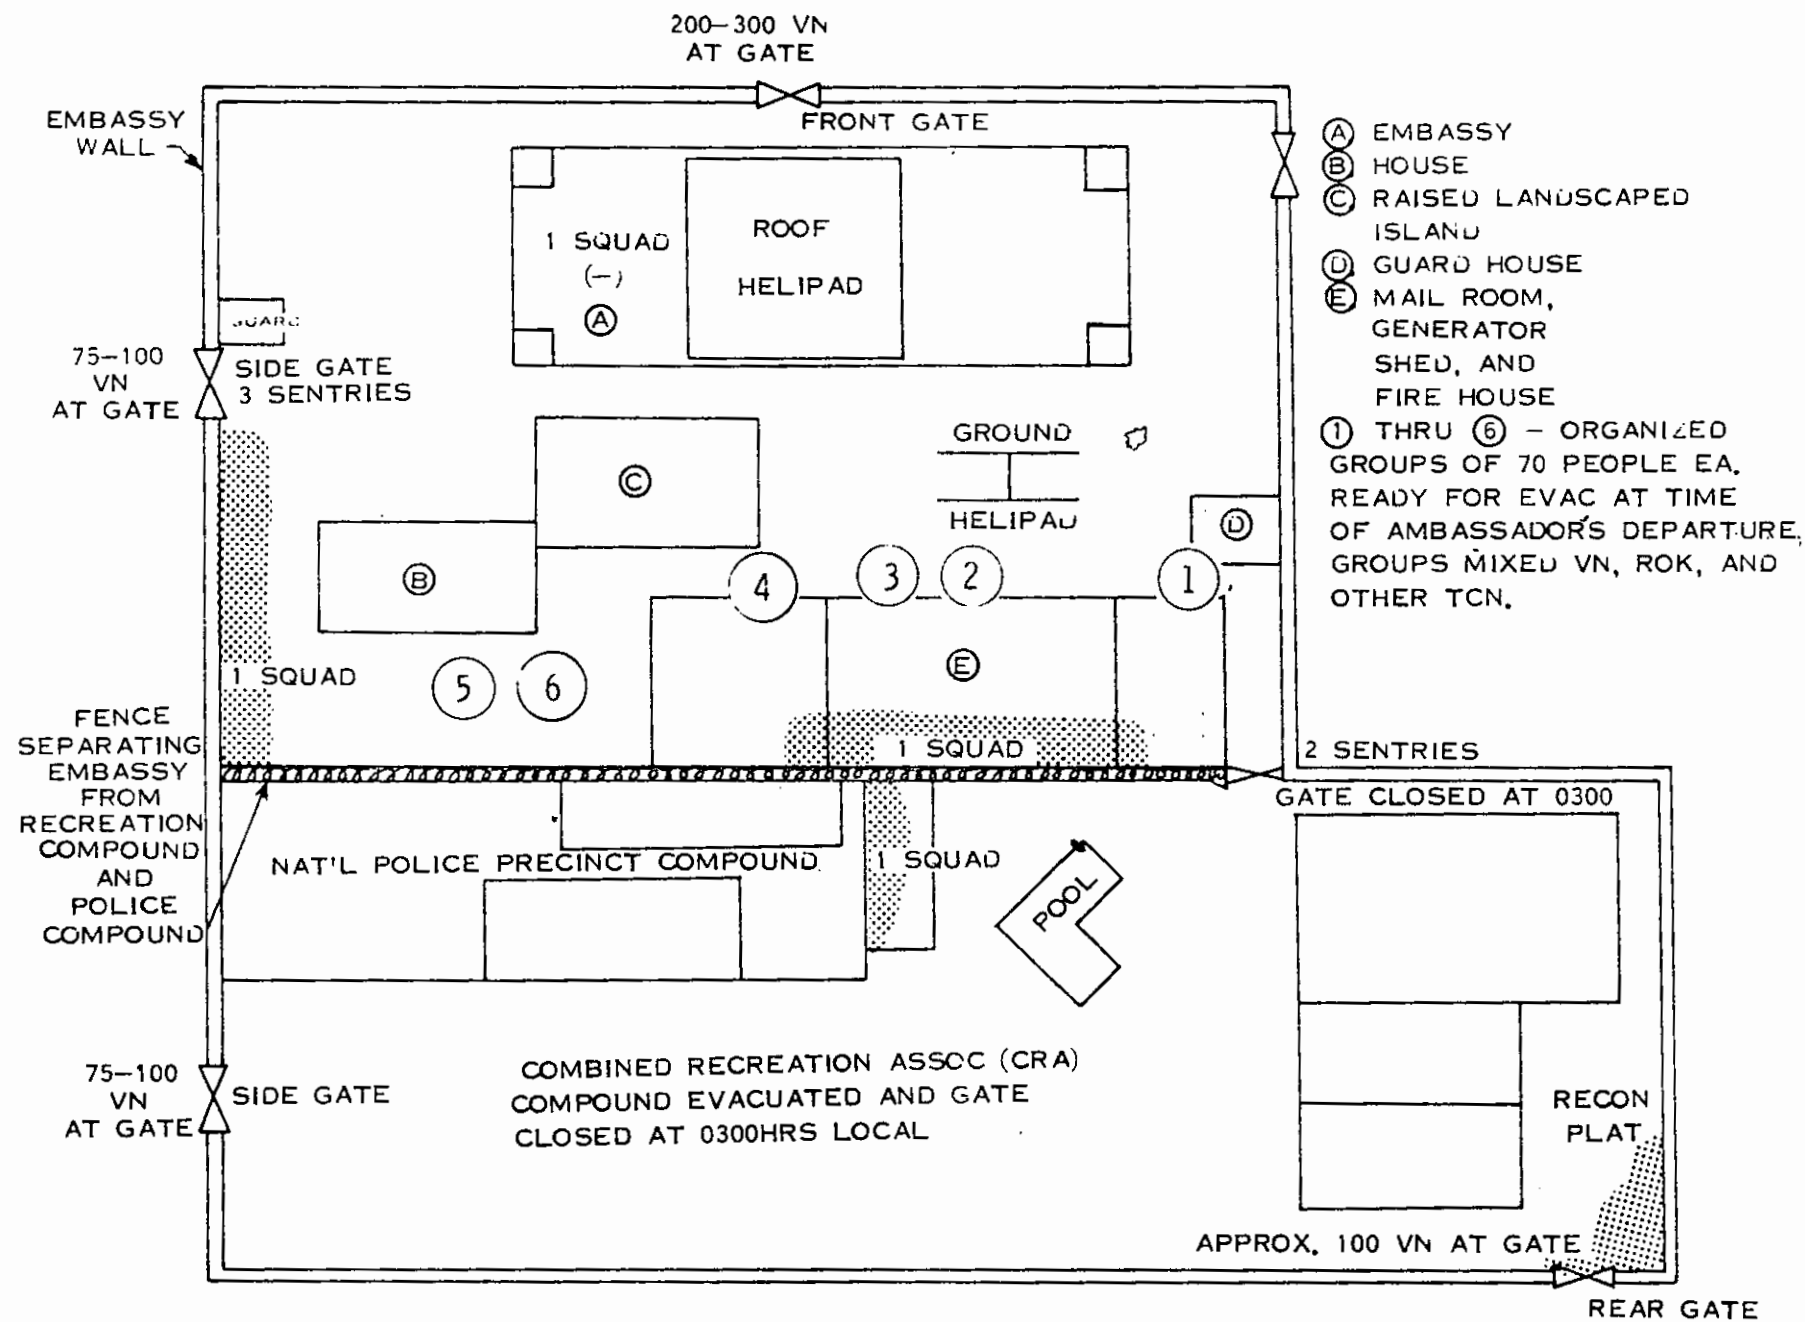 200–300 VN
AT GATE
EMBASSY
WALL
FRONT GATE
1 SQUAD
(–)
A
ROOF
HELIPAD
GUARD
75–100
VN
AT GATE
SIDE GATE
3 SENTRIES
A EMBASSY
B HOUSE
C RAISED LANDSCAPED
ISLAND
D GUARD HOUSE
E MAIL ROOM,
GENERATOR
SHED, AND
FIRE HOUSE
1 THRU 6 – ORGANIZED
GROUPS OF 70 PEOPLE EA.
READY FOR EVAC AT TIME
OF AMBASSADOR'S DEPARTURE,
GROUPS MIXED VN, ROK, AND
OTHER TCN.
C
GROUND
HELIPAD
D
B
4
3
2
1
1 SQUAD
5
6
E
1 SQUAD
FENCE
SEPARATING
EMBASSY
FROM
RECREATION
COMPOUND
AND
POLICE
COMPOUND
2 SENTRIES
GATE CLOSED AT 0300
NAT'L POLICE PRECINCT COMPOUND
1 SQUAD
POOL
75–100
VN
AT GATE
SIDE GATE
COMBINED RECREATION ASSOC (CRA)
COMPOUND EVACUATED AND GATE
CLOSED AT 0300HRS LOCAL
RECON
PLAT
APPROX. 100 VN AT GATE
REAR GATE